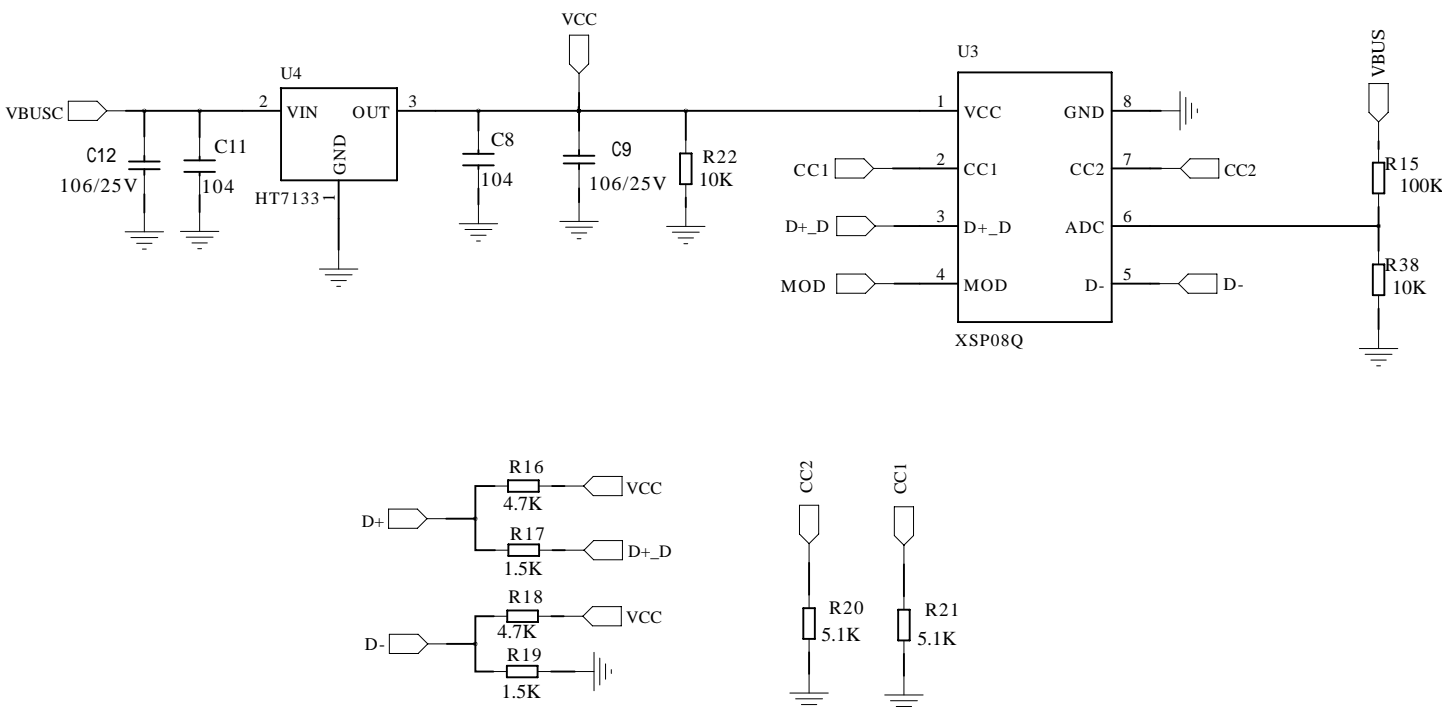 VCC
U3
VBUS
U4
VBUSC
2
VIN
OUT
3
1
VCC
GND
8
C12
106/25V
C11
104
GND
HT7133
1
C8
104
C9
106/25V
R22
10K
CC1
2
CC1
CC2
7
CC2
R15
100K
D+_D
3
D+_D
ADC
6
MOD
4
MOD
D-
5
D-
R38
10K
XSP08Q
R16
VCC
4.7K
D+
R17
D+_D
1.5K
R18
VCC
4.7K
D-
R19
1.5K
CC2
CC1
R20
5.1K
R21
5.1K